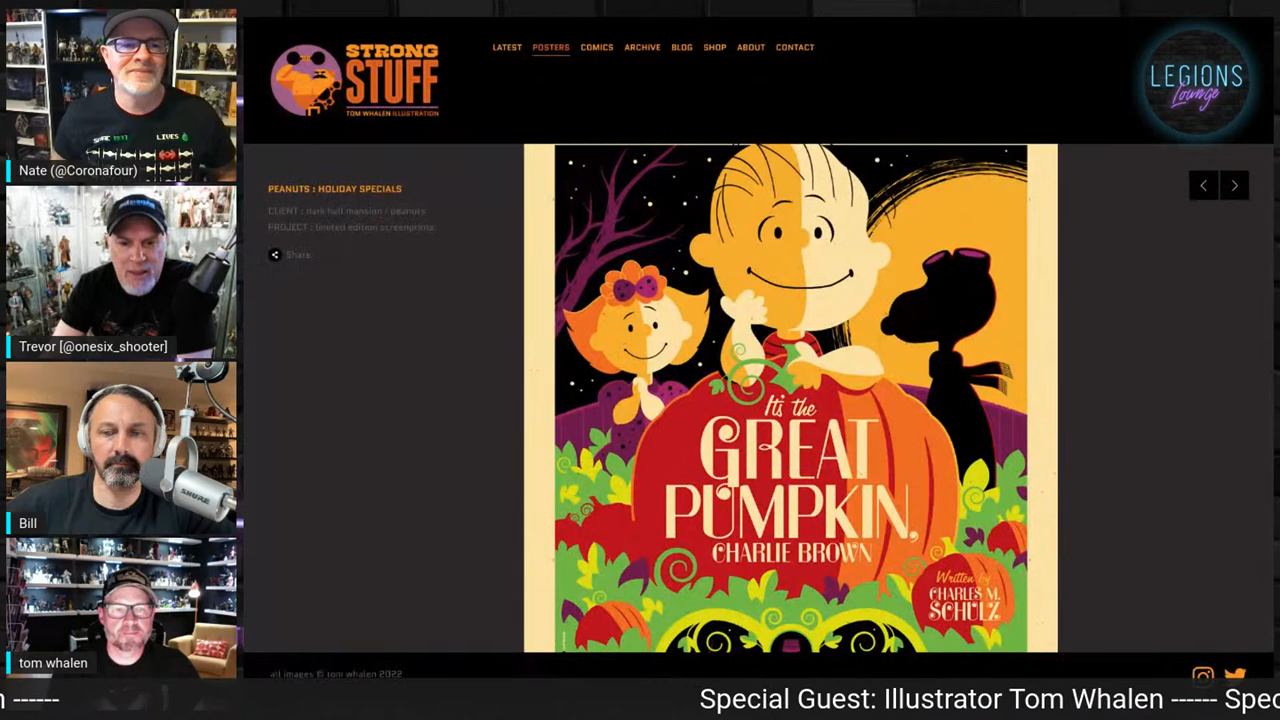 Nate (@Coronafour)
Trevor [@onesix_shooter]
Bill
SHURE
tom whalen
STRONG
STUFF
TOM WHALEN ILLUSTRATION
LATEST POSTERS COMICS ARCHIVE BLOG SHOP ABOUT CONTACT
LEGIONS
Lounge
PEANUTS : HOLIDAY SPECIALS
CLIENT : dark hall mansion / peanuts
PROJECT : limited edition screenprints
Share
It's the
GREAT
PUMPKIN,
CHARLIE BROWN
Written by
CHARLES M.
SCHULZ
all images © tom whalen 2022
n ------ Special Guest: Illustrator Tom Whalen ------ Spec